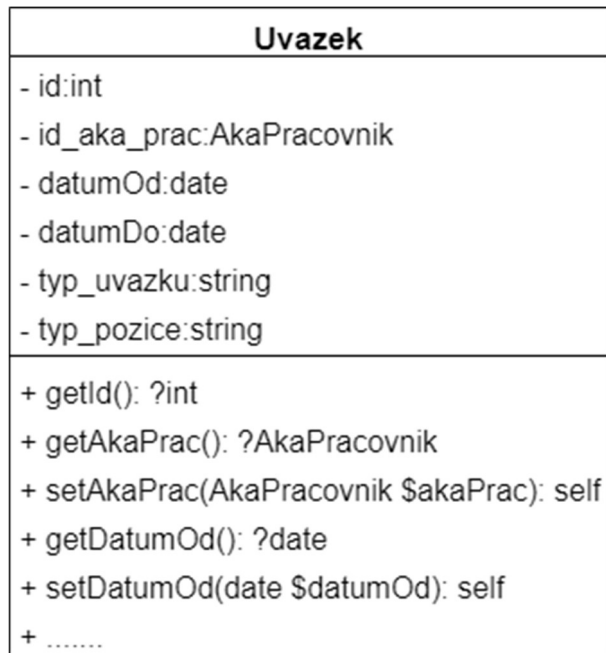 Uvazek
- id:int
- id_aka_prac:AkaPracovnik
- datumOd:date
- datumDo:date
- typ_uvazku:string
- typ_pozice:string
+ getId(): ?int
+ getAkaPrac(): ?AkaPracovnik
+ setAkaPrac(AkaPracovnik $akaPrac): self
+ getDatumOd(): ?date
+ setDatumOd(date $datumOd): self
+ .......